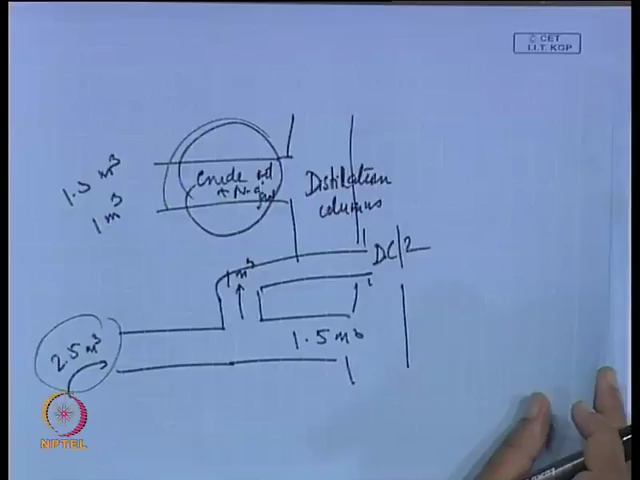 © CET
I.I.T. KGP
1.5 m³
1 m³
crude oil
+ N. gas
Distillation
columns
1 m³
DC/2
2.5 m³
1.5 m³
NPTEL